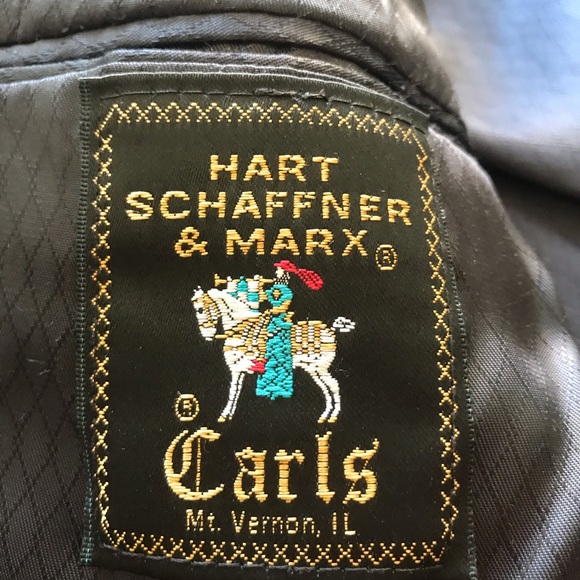 HART
SCHAFFNER
& MARX®
®
Carls
Mt. Vernon, IL